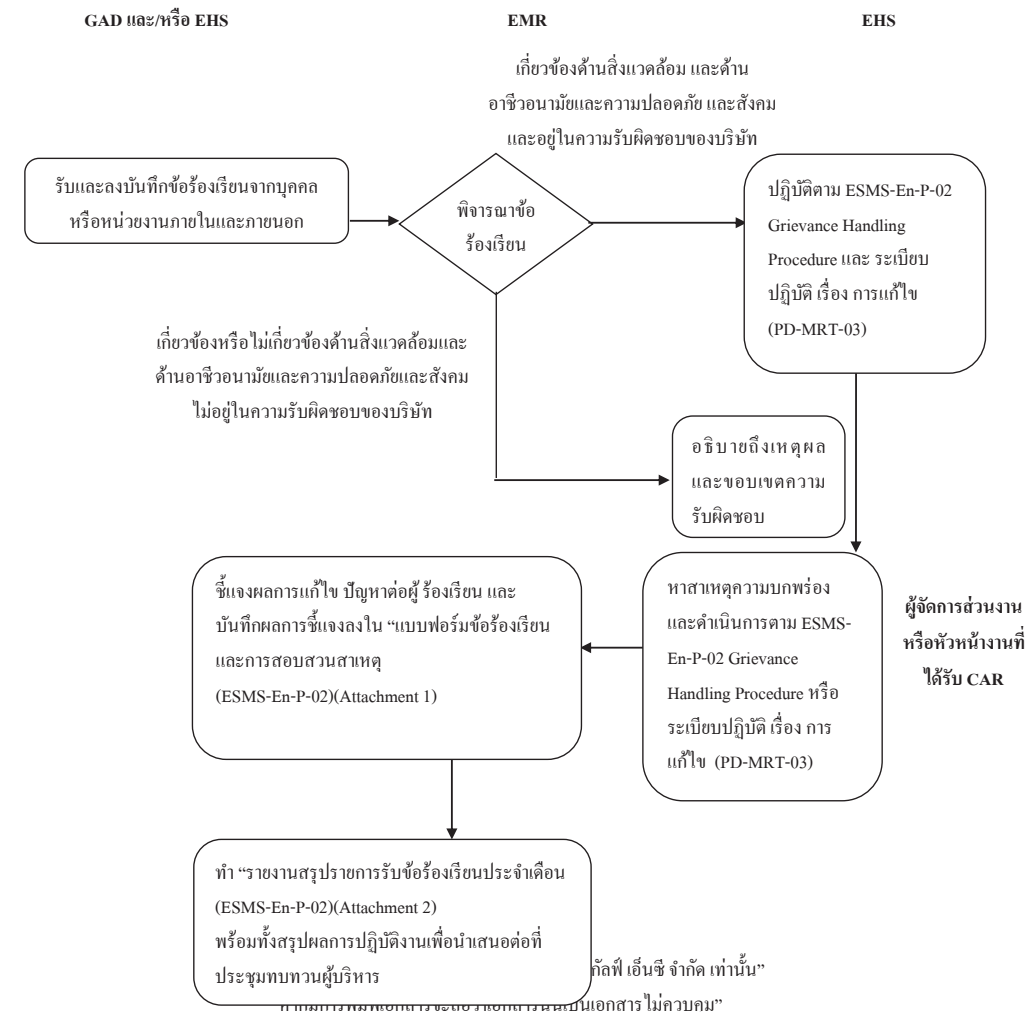 GAD และ/หรือ EHS
EMR
EHS
เกี่ยวข้องด้านสิ่งแวดล้อม และด้าน
อาชีวอนามัยและความปลอดภัย และสังคม
และอยู่ในความรับผิดชอบของบริษัท
รับและลงบันทึกข้อร้องเรียนจากบุคคล
หรือหน่วยงานภายในและภายนอก
พิจารณาข้อ
ร้องเรียน
ปฏิบัติตาม ESMS-En-P-02
Grievance Handling
Procedure และ ระเบียบ
ปฏิบัติ เรื่อง การแก้ไข
(PD-MRT-03)
เกี่ยวข้องหรือไม่เกี่ยวข้องด้านสิ่งแวดล้อมและ
ด้านอาชีวอนามัยและความปลอดภัยและสังคม
ไม่อยู่ในความรับผิดชอบของบริษัท
อธิบายถึงเหตุผล
และขอบเขตความ
รับผิดชอบ
หาสาเหตุความบกพร่อง
และดำเนินการตาม ESMS-
En-P-02 Grievance
Handling Procedure หรือ
ระเบียบปฏิบัติ เรื่อง การ
แก้ไข (PD-MRT-03)
ผู้จัดการส่วนงาน
หรือหัวหน้างานที่
ได้รับ CAR
ชี้แจงผลการแก้ไข ปัญหาต่อผู้ ร้องเรียน และ
บันทึกผลการชี้แจงลงใน “แบบฟอร์มข้อร้องเรียน
และการสอบสวนสาเหตุ
(ESMS-En-P-02)(Attachment 1)
ทำ “รายงานสรุปรายการรับข้อร้องเรียนประจำเดือน
(ESMS-En-P-02)(Attachment 2)
พร้อมทั้งสรุปผลการปฏิบัติงานเพื่อนำเสนอต่อที่
ประชุมทบทวนผู้บริหาร
กัลฟ์ เอ็นซี จำกัด เท่านั้น”
เป็นเอกสารไม่ควบคุม”